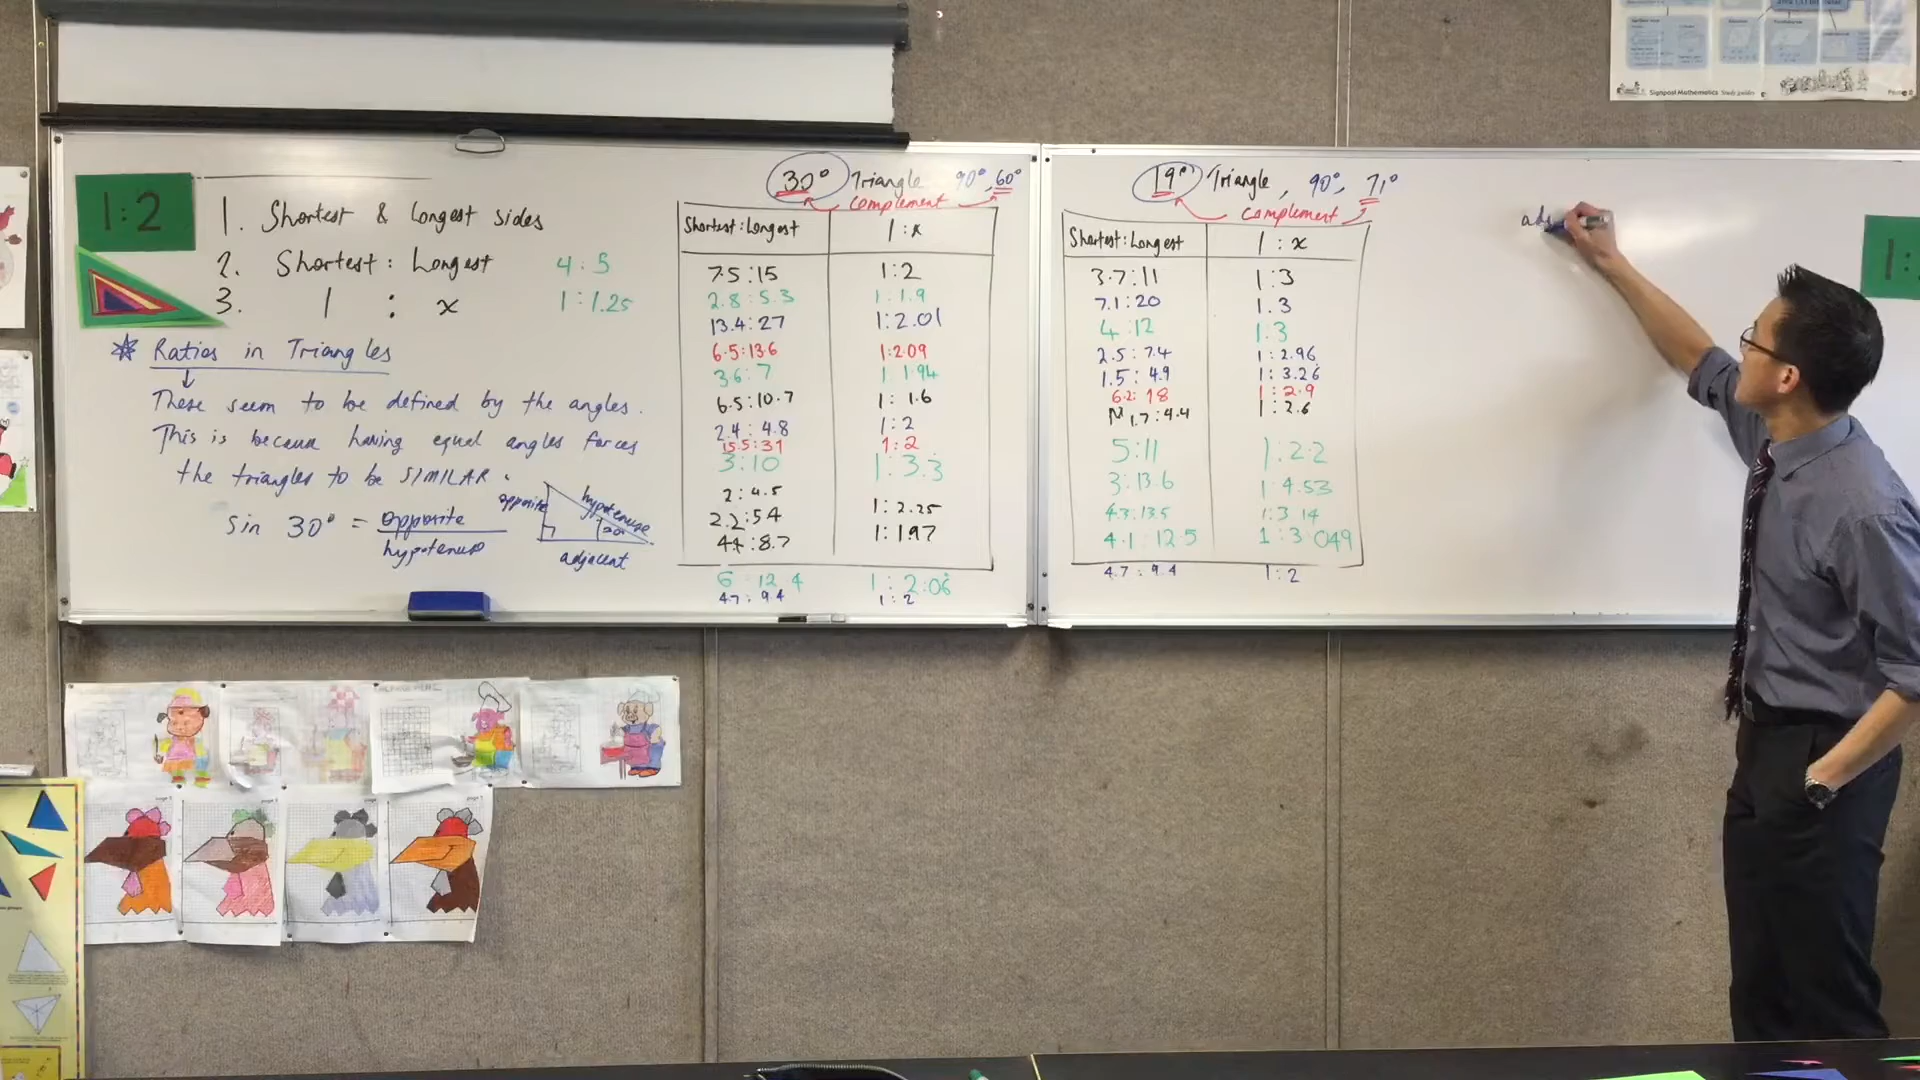 1:2
1. Shortest & Longest sides
2. Shortest : Longest 4:5
3. 1 : x 1:1.25
* Ratios in Triangles
↓
These seem to be defined by the angles.
This is because having equal angles forces
the triangles to be SIMILAR.
sin 30° = opposite
hypotenuse
opposite hypotenuse
30°
adjacent
30° Triangle 90°, 60°
complement
Shortest : Longest 1 : x
7.5 : 15 1 : 2
2.8 : 5.3 1 : 1.9
13.4 : 27 1 : 2.01
6.5 : 13.6 1 : 2.09
3.6 : 7 1 1.94
6.5 : 10.7 1 : 1.6
2.4 : 4.8 1 : 2
15.5 : 31 1 : 2
3 : 10 1 : 3.3
2 : 4.5 1 : 2.25
2.2 : 54
4.4 : 8.7 1 : 1.97
6 12.4 1 : 2.06
4.7 : 9.4 1 : 2
19° Triangle, 90°, 71°
complement
Shortest : Longest 1 : x
3.7 : 11 1 : 3
7.1 : 20 1.3
4 : 12 1.3
2.5 : 7.4 1 : 2.96
1.5 : 4.9 1 : 3.26
6.2 : 18 1 : 2.9
1.7 : 4.4 1 : 2.6
5 : 11 1 : 2.2
3 : 13.6 1 : 4.53
4.3 : 13.5 1 : 3.14
4.1 : 12.5 1 : 3.049
4.7 : 9.4 1 : 2
1:
Signpost Mathematics